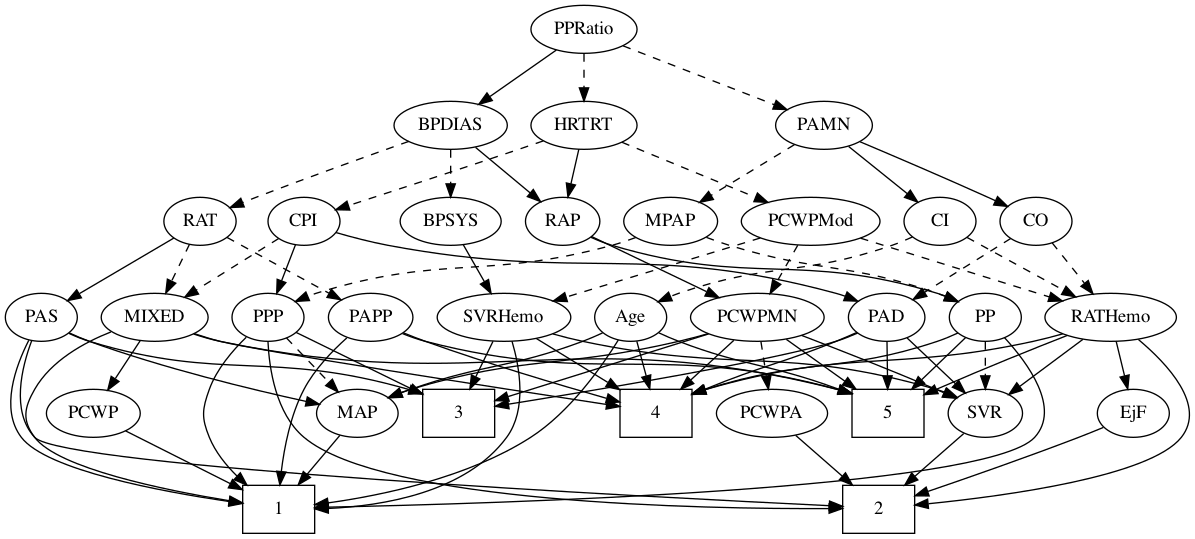 PPRatio
BPDIAS HRTRT PAMN
RAT CPI BPSYS RAP MPAP PCWPMod CI CO
PAS MIXED PPP PAPP SVRHemo Age PCWPMN PAD PP RATHemo
PCWP MAP 3 4 PCWPA 5 SVR EjF
1 2